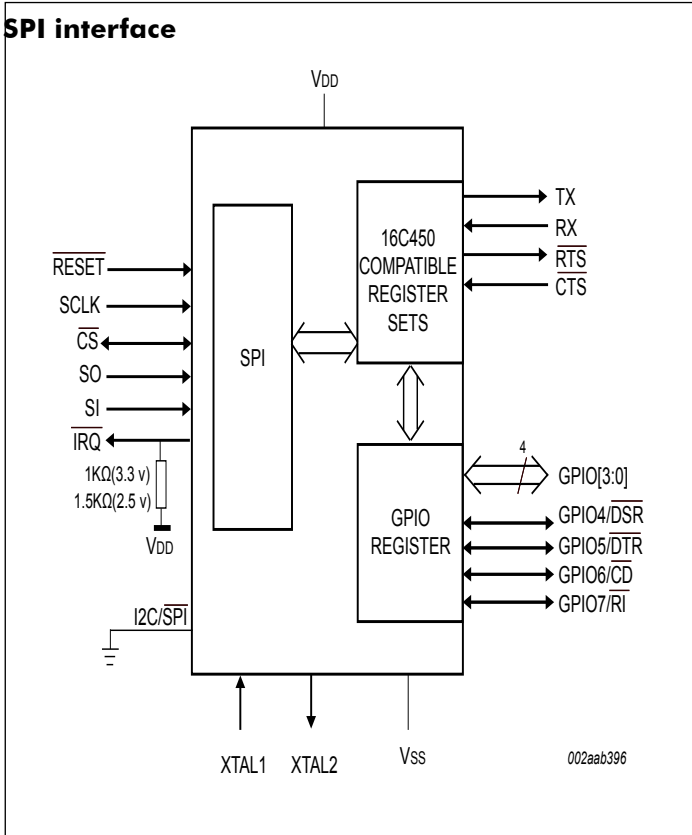 SPI interface
VDD
RESET
SCLK
CS
SO
SI
IRQ
1KΩ(3.3 v)
1.5KΩ(2.5 v)
VDD
I2C/SPI
SPI
16C450
COMPATIBLE
REGISTER
SETS
TX
RX
RTS
CTS
GPIO
REGISTER
4
GPIO[3:0]
GPIO4/DSR
GPIO5/DTR
GPIO6/CD
GPIO7/RI
XTAL1
XTAL2
VSS
002aab396